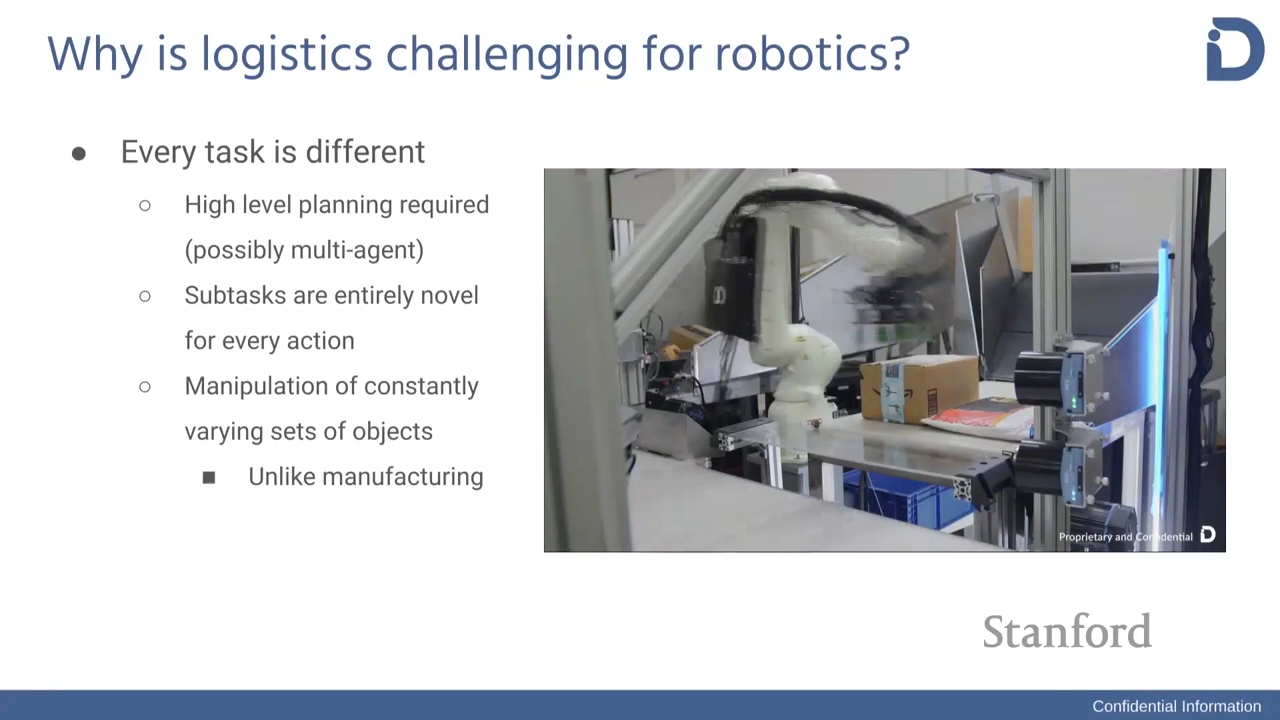 Why is logistics challenging for robotics?
● Every task is different
○ High level planning required
(possibly multi-agent)
○ Subtasks are entirely novel
for every action
○ Manipulation of constantly
varying sets of objects
■ Unlike manufacturing
Proprietary and Confidential
Stanford
Confidential Information